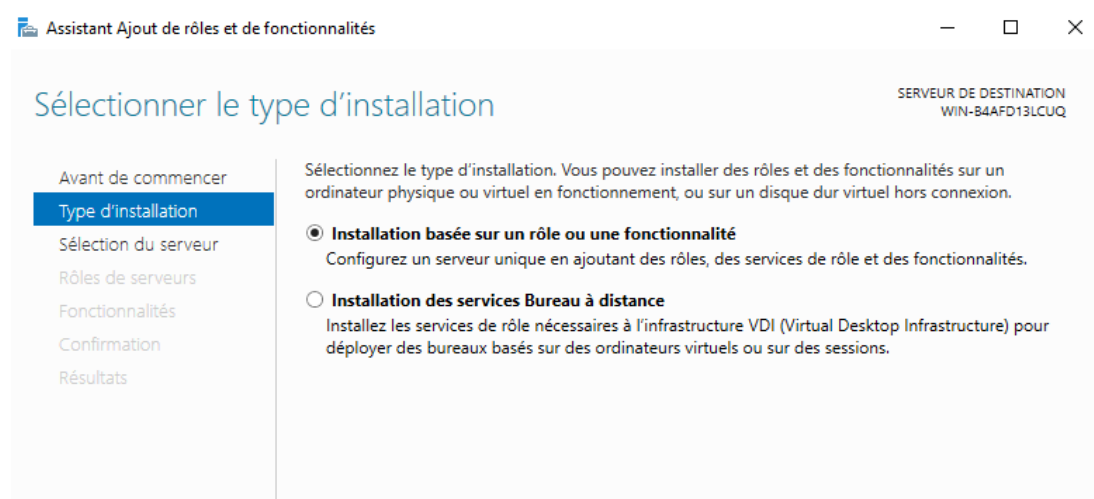 Assistant Ajout de rôles et de fonctionnalités
Sélectionner le type d’installation
SERVEUR DE DESTINATION
WIN-B4AFD13LCUQ
Avant de commencer
Type d’installation
Sélection du serveur
Rôles de serveurs
Fonctionnalités
Confirmation
Résultats
Sélectionnez le type d’installation. Vous pouvez installer des rôles et des fonctionnalités sur un
ordinateur physique ou virtuel en fonctionnement, ou sur un disque dur virtuel hors connexion.
Installation basée sur un rôle ou une fonctionnalité
Configurez un serveur unique en ajoutant des rôles, des services de rôle et des fonctionnalités.
Installation des services Bureau à distance
Installez les services de rôle nécessaires à l’infrastructure VDI (Virtual Desktop Infrastructure) pour
déployer des bureaux basés sur des ordinateurs virtuels ou sur des sessions.